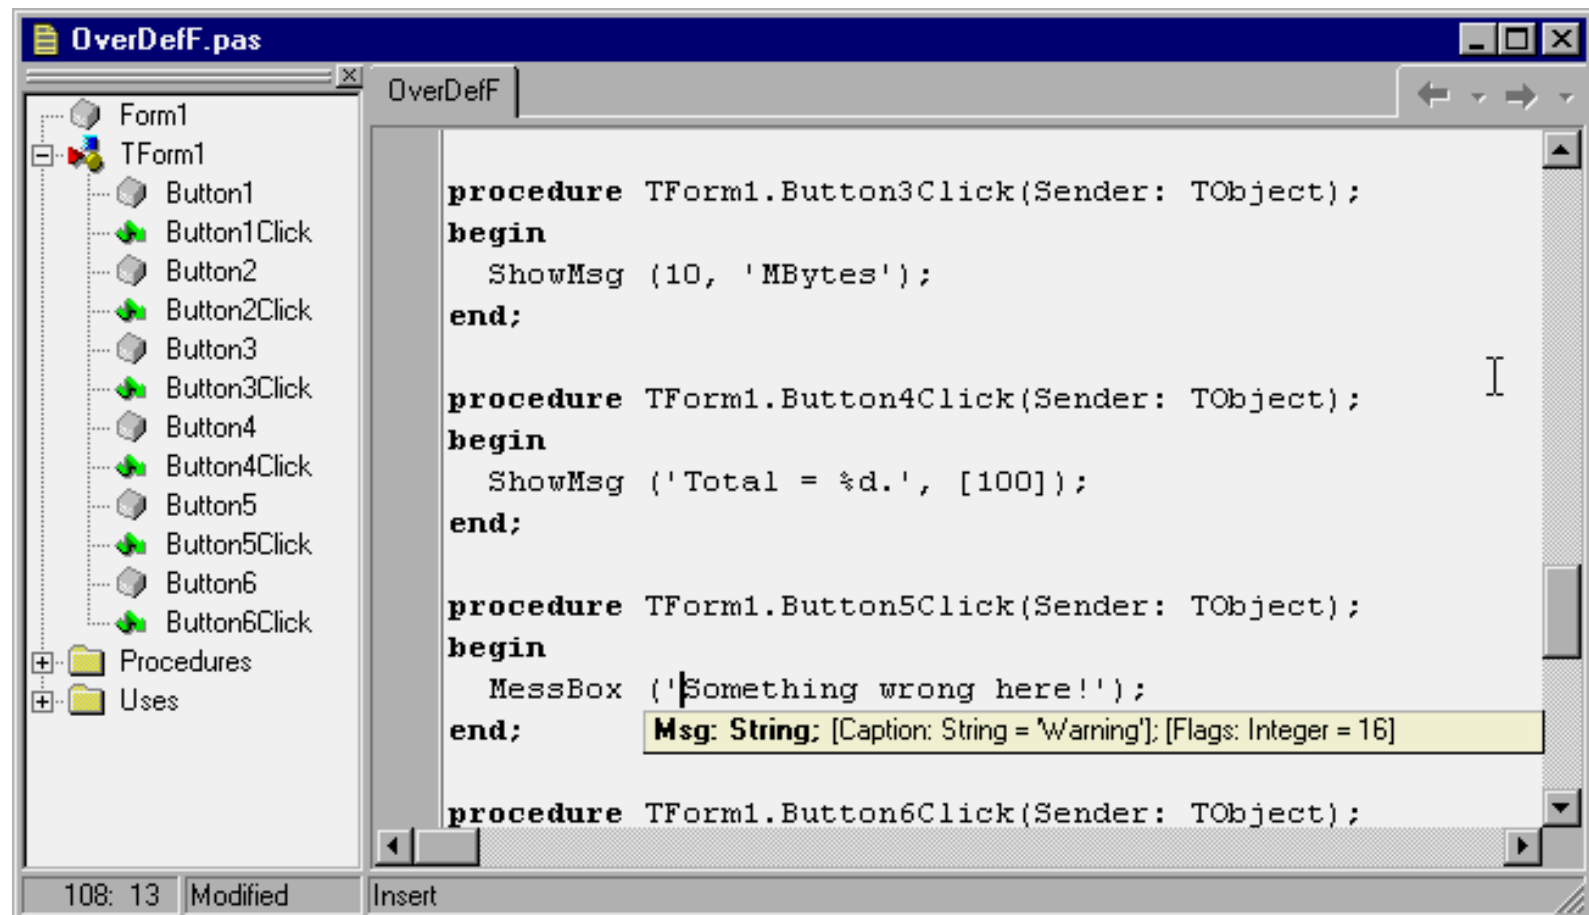 OverDefF.pas
Form1
TForm1
Button1
Button1Click
Button2
Button2Click
Button3
Button3Click
Button4
Button4Click
Button5
Button5Click
Button6
Button6Click
Procedures
Uses
OverDefF
procedure TForm1.Button3Click(Sender: TObject);
begin
  ShowMsg (10, 'MBytes');
end;
procedure TForm1.Button4Click(Sender: TObject);
begin
  ShowMsg ('Total = %d.', [100]);
end;
procedure TForm1.Button5Click(Sender: TObject);
begin
  MessBox ('Something wrong here!');
end;
Msg: String; [Caption: String = 'Warning']; [Flags: Integer = 16]
procedure TForm1.Button6Click(Sender: TObject);
108: 13 Modified Insert